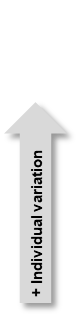 + Individual variation